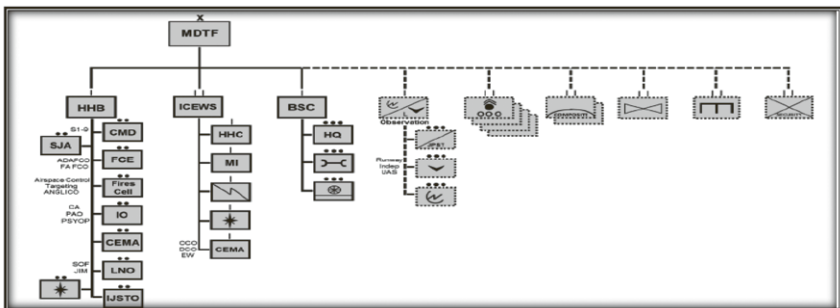 MDTF
HHB
ICEWS
BSC
Observation
S1-9
CMD
SJA
ADAFCO
FA FCO
FCE
Airspace Control
Targeting
ANGLICO
Fires
Cell
CA
PAO
PSYOP
IO
CEMA
SOF
JIM
LNO
IJSTO
HHC
MI
OCO
DCO
EW
CEMA
HQ
Runway
Indep
UAS